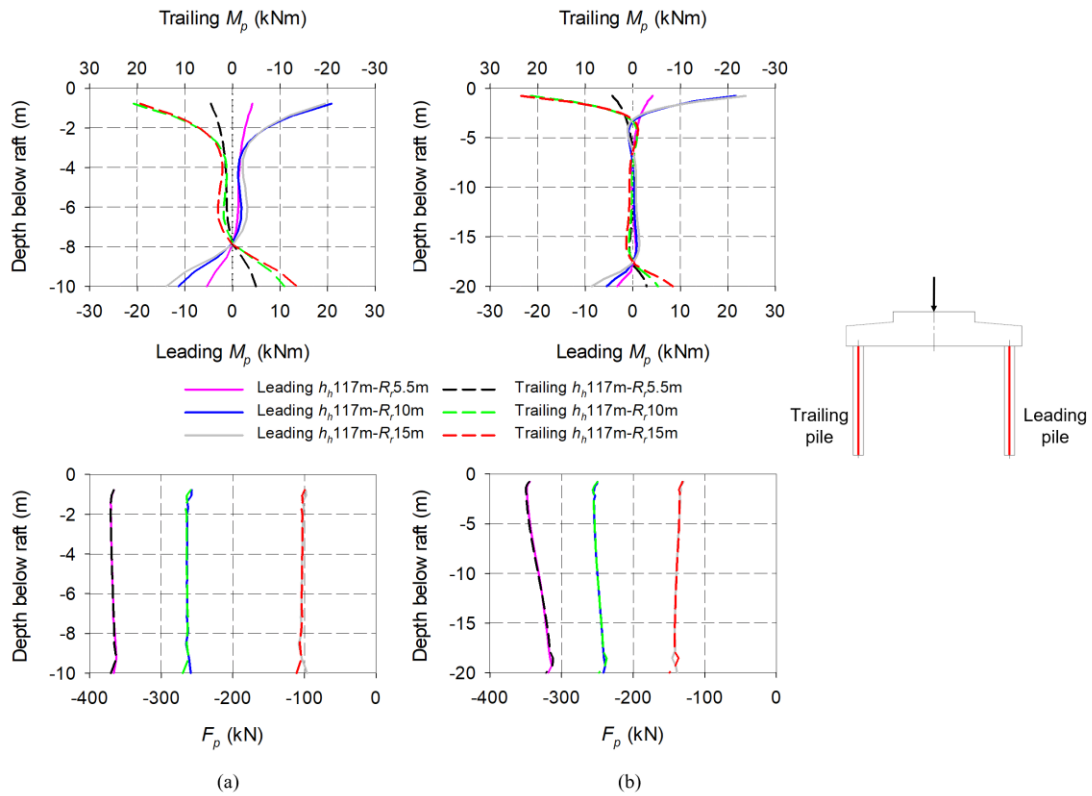 Trailing Mp (kNm)
30 20 10 0 -10 -20 -30
0
-2
-4
-6
-8
-10
Depth below raft (m)
-30 -20 -10 0 10 20 30
Leading Mp (kNm)
Trailing Mp (kNm)
30 20 10 0 -10 -20 -30
0
-5
-10
-15
-20
Depth below raft (m)
-30 -20 -10 0 10 20 30
Leading Mp (kNm)
Leading hh117m-Rr5.5m
Leading hh117m-Rr10m
Leading hh117m-Rr15m
Trailing hh117m-Rr5.5m
Trailing hh117m-Rr10m
Trailing hh117m-Rr15m
Trailing
pile
Leading
pile
0
-2
-4
-6
-8
-10
Depth below raft (m)
-400 -300 -200 -100 0
Fp (kN)
(a)
0
-5
-10
-15
-20
Depth below raft (m)
-400 -300 -200 -100 0
Fp (kN)
(b)